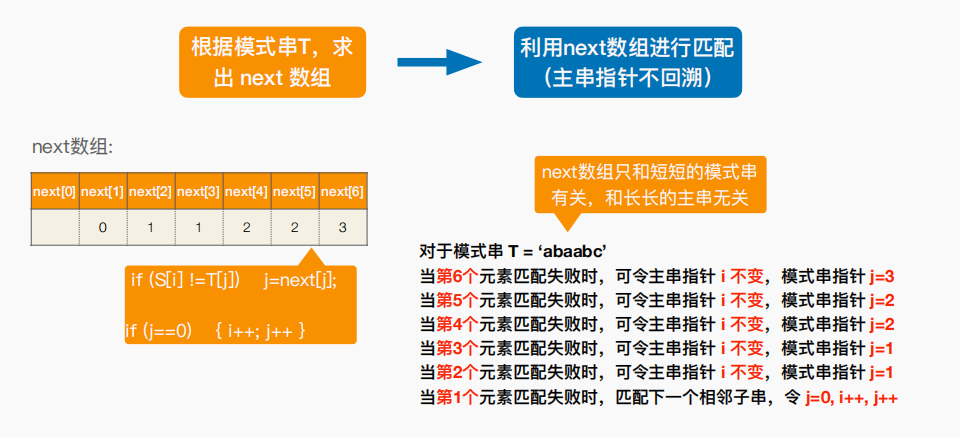 根据模式串T，求
出 next 数组
利用next数组进行匹配
（主串指针不回溯）
next数组:
next[0] next[1] next[2] next[3] next[4] next[5] next[6]
0 1 1 2 2 3
if (S[i] !=T[j]) j=next[j];
if (j==0) { i++; j++ }
next数组只和短短的模式串
有关，和长长的主串无关
对于模式串 T = ‘abaabc’
当第6个元素匹配失败时，可令主串指针 i 不变，模式串指针 j=3
当第5个元素匹配失败时，可令主串指针 i 不变，模式串指针 j=2
当第4个元素匹配失败时，可令主串指针 i 不变，模式串指针 j=2
当第3个元素匹配失败时，可令主串指针 i 不变，模式串指针 j=1
当第2个元素匹配失败时，可令主串指针 i 不变，模式串指针 j=1
当第1个元素匹配失败时，匹配下一个相邻子串，令 j=0, i++, j++